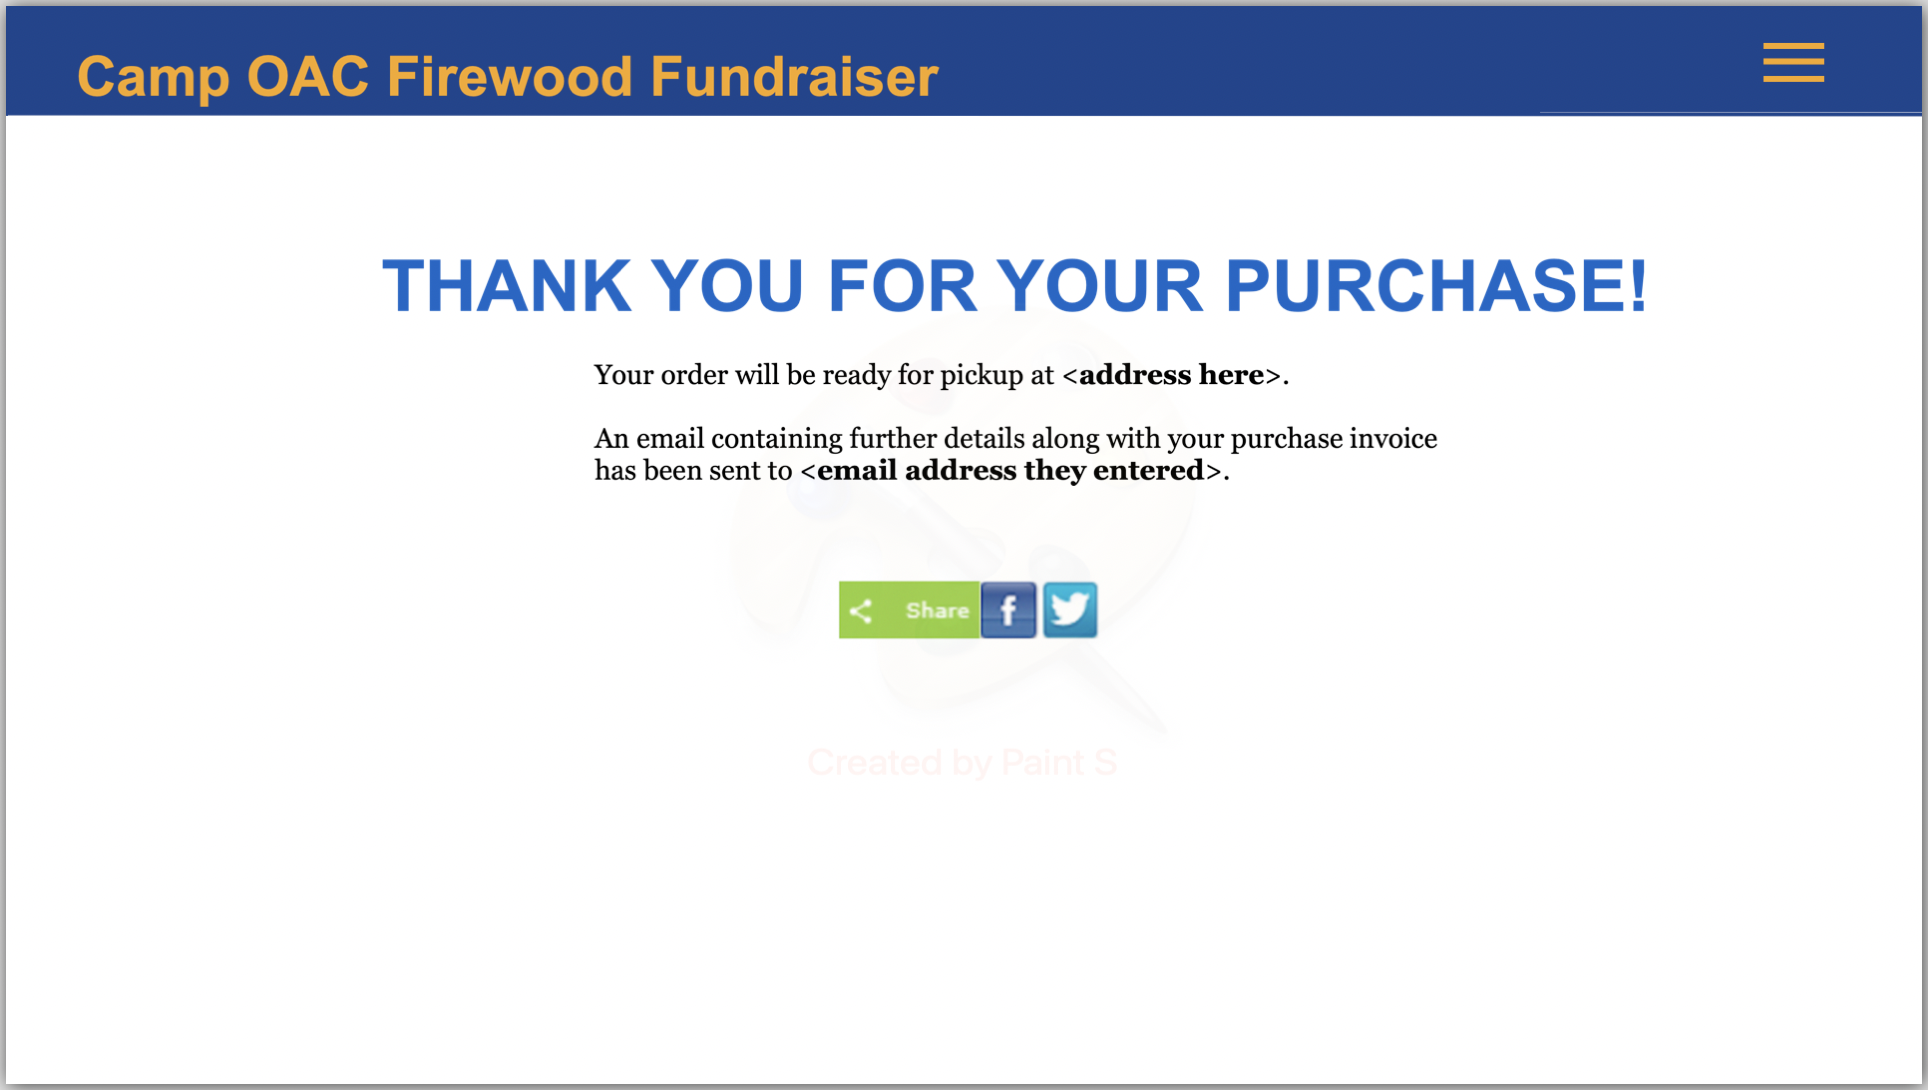 Camp OAC Firewood Fundraiser
THANK YOU FOR YOUR PURCHASE!
Your order will be ready for pickup at <address here>.
An email containing further details along with your purchase invoice
has been sent to <email address they entered>.
Share
Created by Paint S